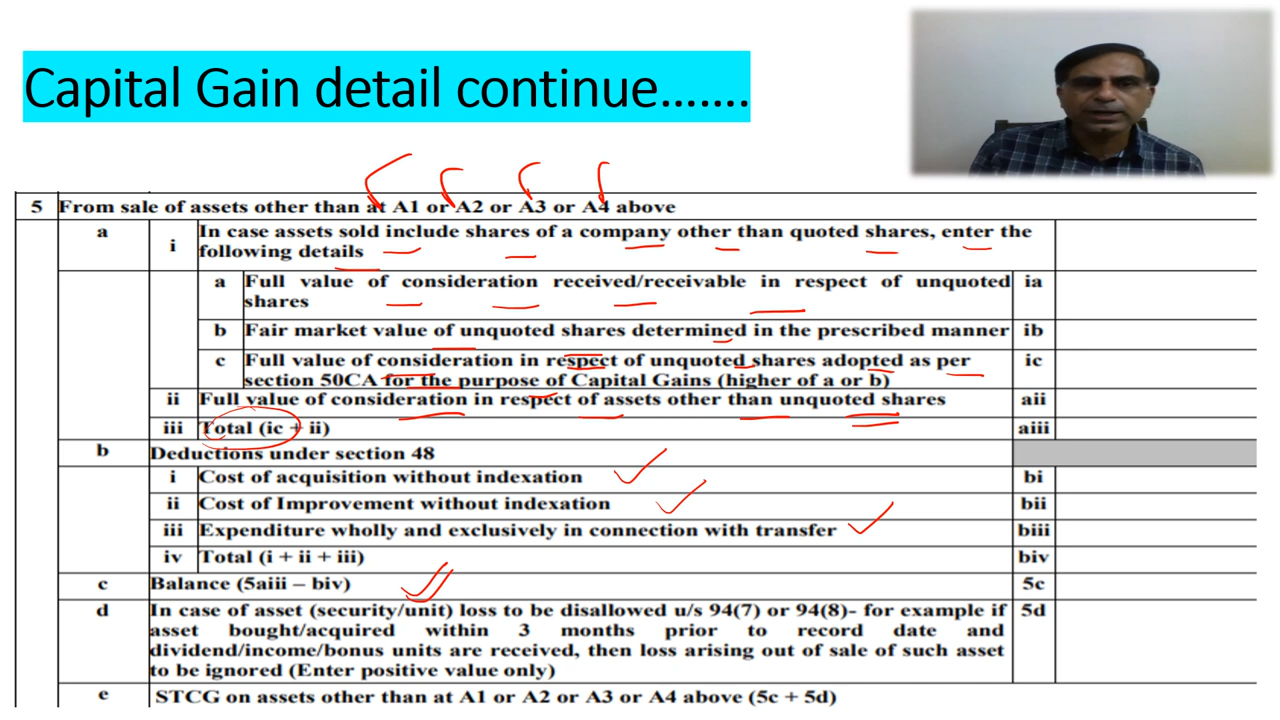 Capital Gain detail continue…….
5 From sale of assets other than at A1 or A2 or A3 or A4 above
a i In case assets sold include shares of a company other than quoted shares, enter the
following details
a Full value of consideration received/receivable in respect of unquoted ia
shares
b Fair market value of unquoted shares determined in the prescribed manner ib
c Full value of consideration in respect of unquoted shares adopted as per ic
section 50CA for the purpose of Capital Gains (higher of a or b)
ii Full value of consideration in respect of assets other than unquoted shares aii
iii Total (ic + ii) aiii
b Deductions under section 48
i Cost of acquisition without indexation bi
ii Cost of Improvement without indexation bii
iii Expenditure wholly and exclusively in connection with transfer biii
iv Total (i + ii + iii) biv
c Balance (5aiii – biv) 5c
d In case of asset (security/unit) loss to be disallowed u/s 94(7) or 94(8)- for example if 5d
asset bought/acquired within 3 months prior to record date and
dividend/income/bonus units are received, then loss arising out of sale of such asset
to be ignored (Enter positive value only)
e STCG on assets other than at A1 or A2 or A3 or A4 above (5c + 5d)